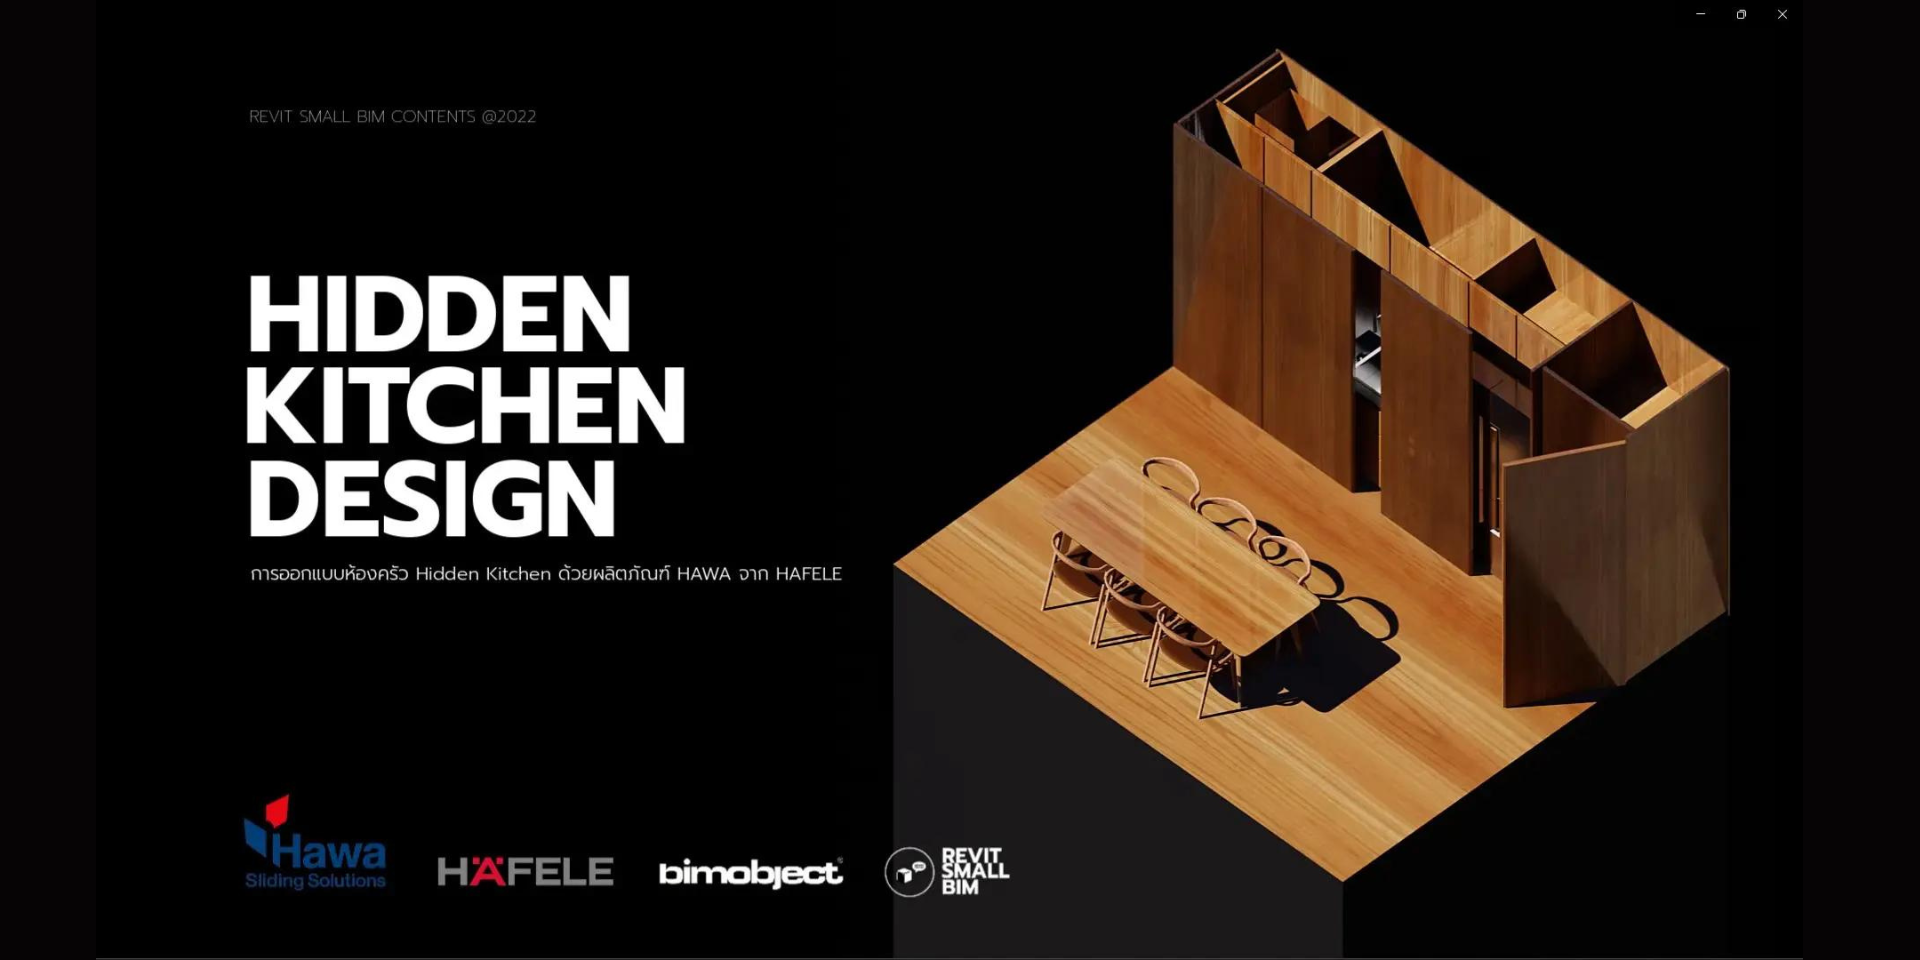 REVIT SMALL BIM CONTENTS @2022
HIDDEN
KITCHEN
DESIGN
การออกแบบห้องครัว Hidden Kitchen ด้วยผลิตภัณฑ์ HAWA จาก HAFELE
Hawa
Sliding Solutions
HÄFELE
bimobject®
REVIT
SMALL
BIM